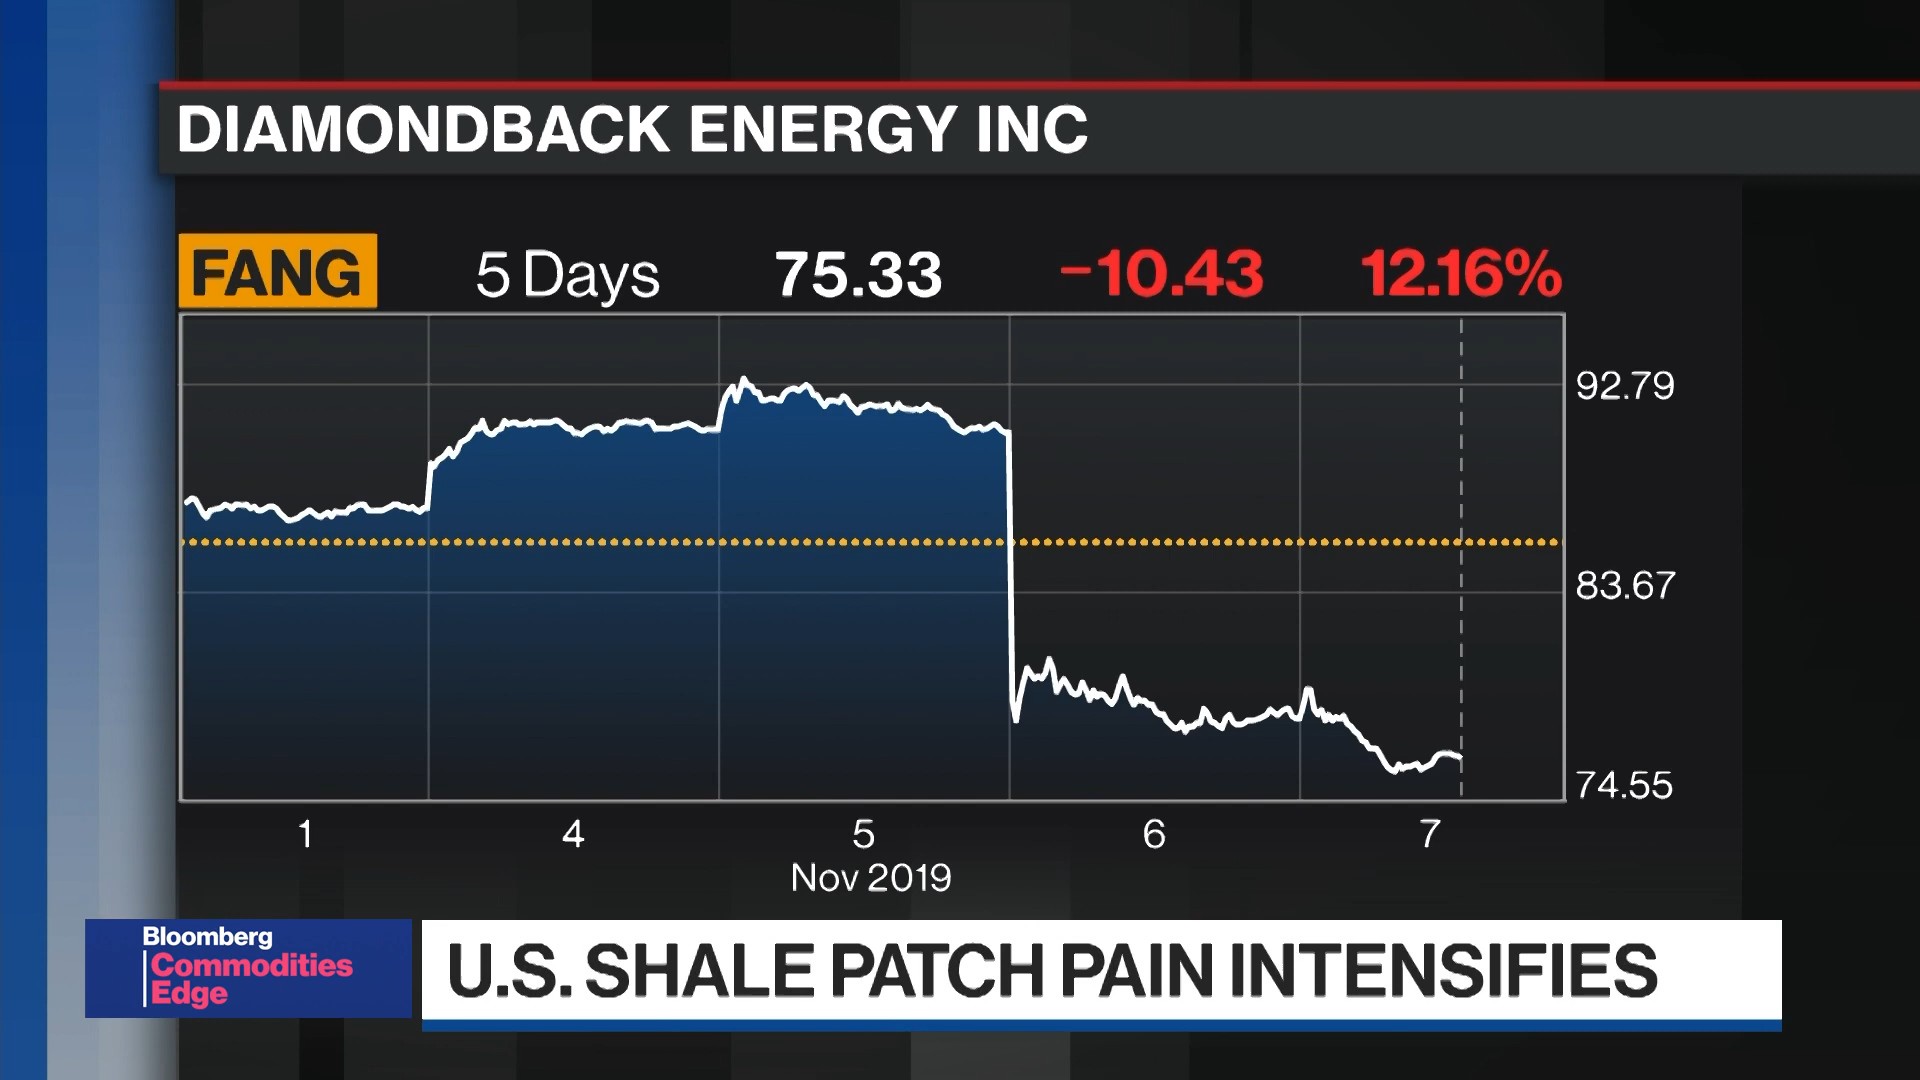 DIAMONDBACK ENERGY INC
FANG 5 Days 75.33 -10.43 12.16%
92.79
83.67
74.55
1 4 5 6 7
Nov 2019
Bloomberg
Commodities
Edge
U.S. SHALE PATCH PAIN INTENSIFIES